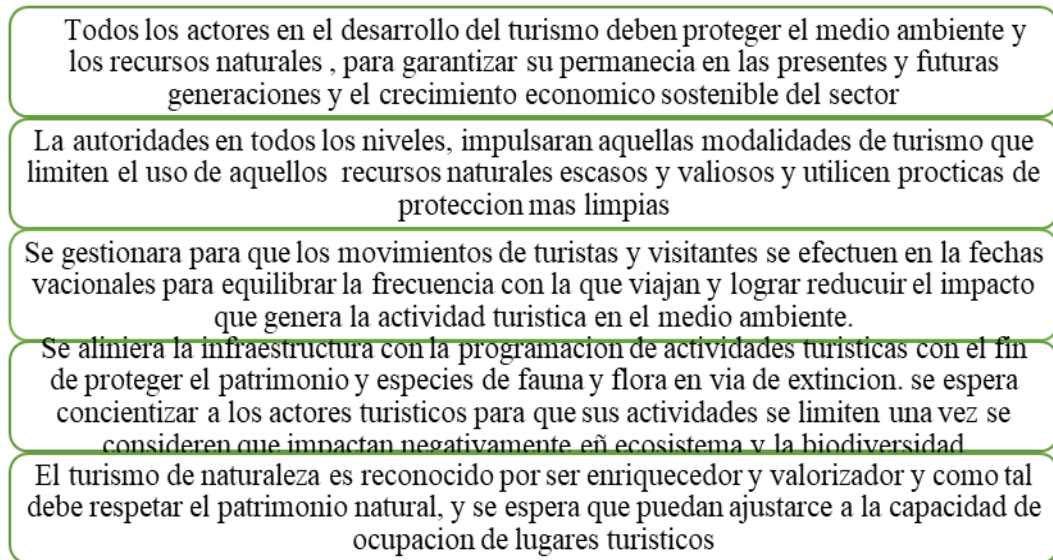 Todos los actores en el desarrollo del turismo deben proteger el medio ambiente y
los recursos naturales , para garantizar su permanecia en las presentes y futuras
generaciones y el crecimiento economico sostenible del sector
La autoridades en todos los niveles, impulsaran aquellas modalidades de turismo que
limiten el uso de aquellos recursos naturales escasos y valiosos y utilicen procticas de
proteccion mas limpias
Se gestionara para que los movimientos de turistas y visitantes se efectuen en la fechas
vacionales para equilibrar la frecuencia con la que viajan y lograr reducuir el impacto
que genera la actividad turistica en el medio ambiente.
Se aliniera la infraestructura con la programacion de actividades turisticas con el fin
de proteger el patrimonio y especies de fauna y flora en via de extincion. se espera
concientizar a los actores turisticos para que sus actividades se limiten una vez se
consideren que impactan negativamente eñ ecosistema y la biodiversidad
El turismo de naturaleza es reconocido por ser enriquecedor y valorizador y como tal
debe respetar el patrimonio natural, y se espera que puedan ajustarce a la capacidad de
ocupacion de lugares turisticos